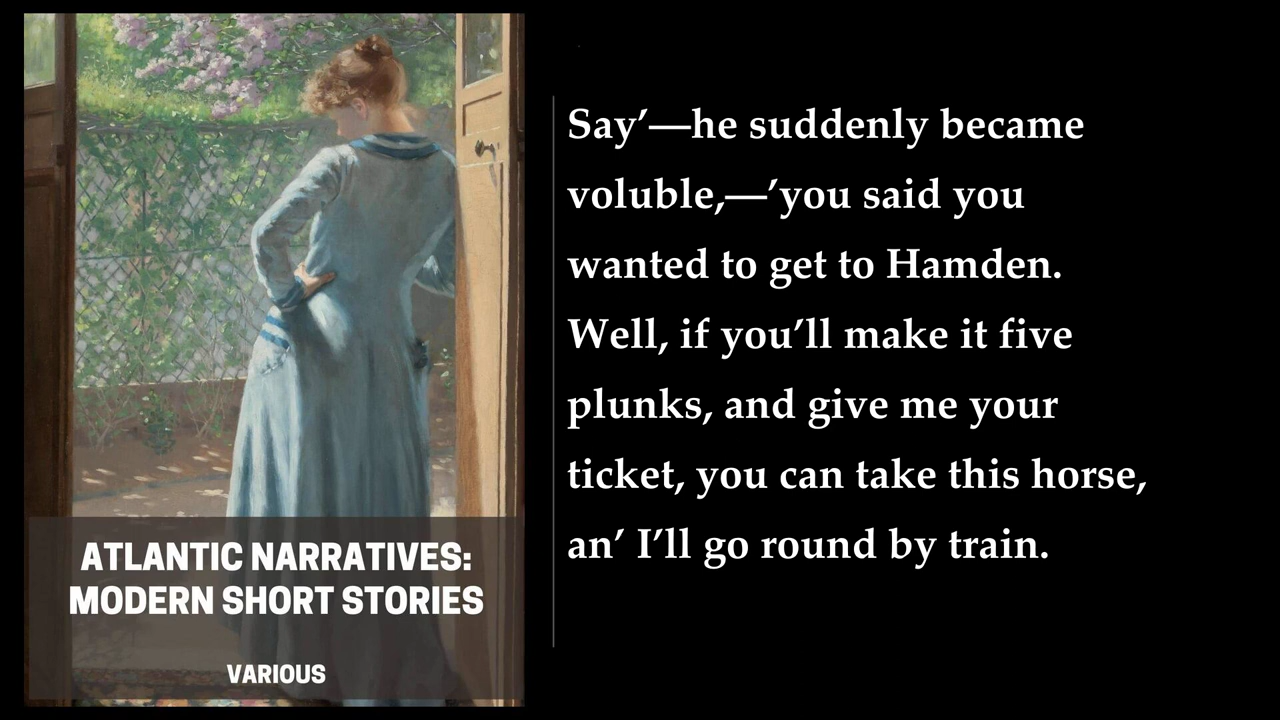 Say’—he suddenly became
voluble,—’you said you
wanted to get to Hamden.
Well, if you’ll make it five
plunks, and give me your
ticket, you can take this horse,
an’ I’ll go round by train.
ATLANTIC NARRATIVES:
MODERN SHORT STORIES
VARIOUS